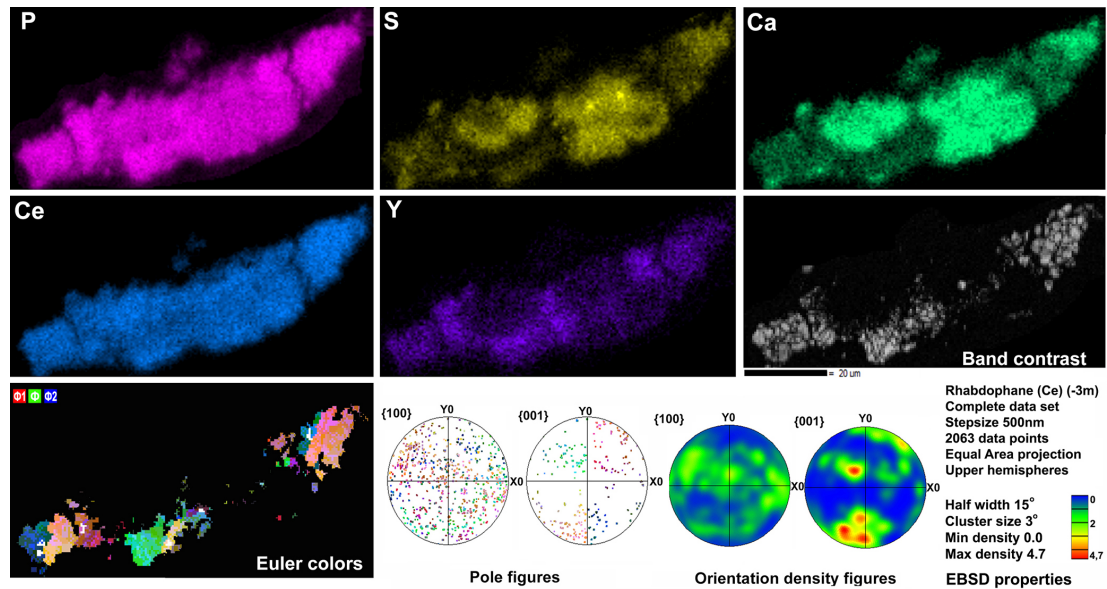 P
S
Ca
Ce
Y
Band contrast
= 20 um
Φ1 Φ Φ2
Euler colors
{100}
Y0
{001}
Y0
X0
X0
Pole figures
{100}
Y0
{001}
Y0
X0
X0
Orientation density figures
Rhabdophane (Ce) (-3m)
Complete data set
Stepsize 500nm
2063 data points
Equal Area projection
Upper hemispheres
Half width 15°
Cluster size 3°
Min density 0.0
Max density 4.7
0
2
4,7
EBSD properties